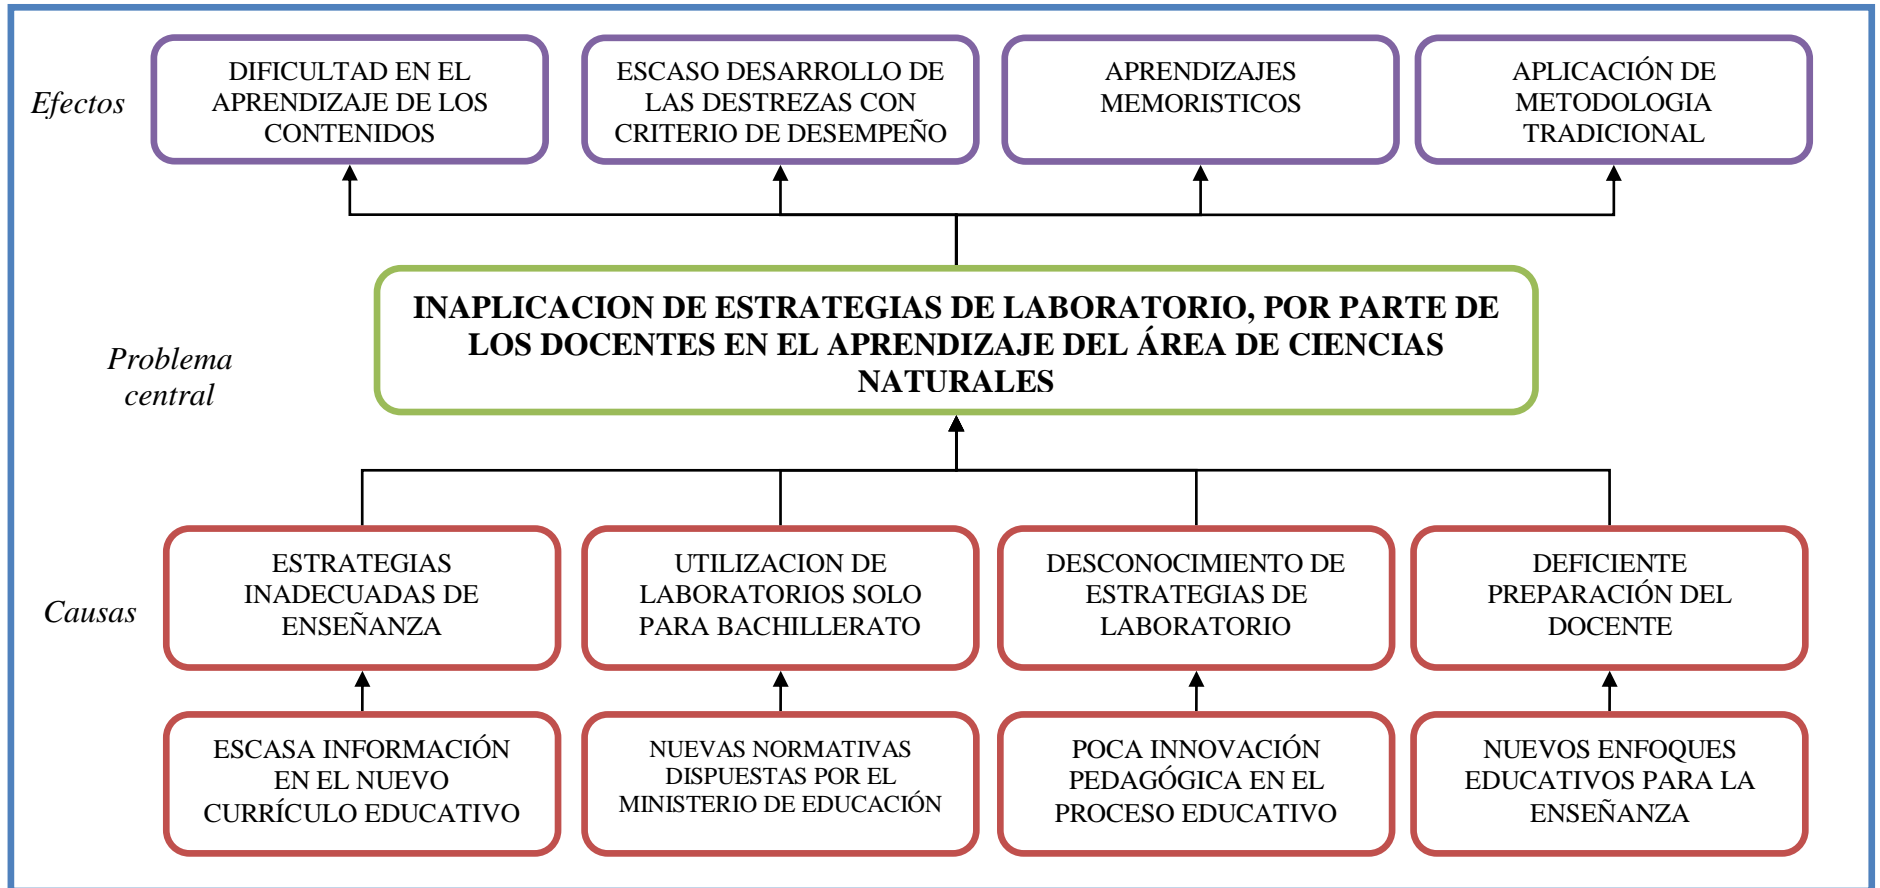 Efectos
DIFICULTAD EN EL
APRENDIZAJE DE LOS
CONTENIDOS
ESCASO DESARROLLO DE
LAS DESTREZAS CON
CRITERIO DE DESEMPEÑO
APRENDIZAJES
MEMORISTICOS
APLICACIÓN DE
METODOLOGIA
TRADICIONAL
Problema
central
INAPLICACION DE ESTRATEGIAS DE LABORATORIO, POR PARTE DE
LOS DOCENTES EN EL APRENDIZAJE DEL ÁREA DE CIENCIAS
NATURALES
Causas
ESTRATEGIAS
INADECUADAS DE
ENSEÑANZA
UTILIZACION DE
LABORATORIOS SOLO
PARA BACHILLERATO
DESCONOCIMIENTO DE
ESTRATEGIAS DE
LABORATORIO
DEFICIENTE
PREPARACIÓN DEL
DOCENTE
ESCASA INFORMACIÓN
EN EL NUEVO
CURRÍCULO EDUCATIVO
NUEVAS NORMATIVAS
DISPUESTAS POR EL
MINISTERIO DE EDUCACIÓN
POCA INNOVACIÓN
PEDAGÓGICA EN EL
PROCESO EDUCATIVO
NUEVOS ENFOQUES
EDUCATIVOS PARA LA
ENSEÑANZA